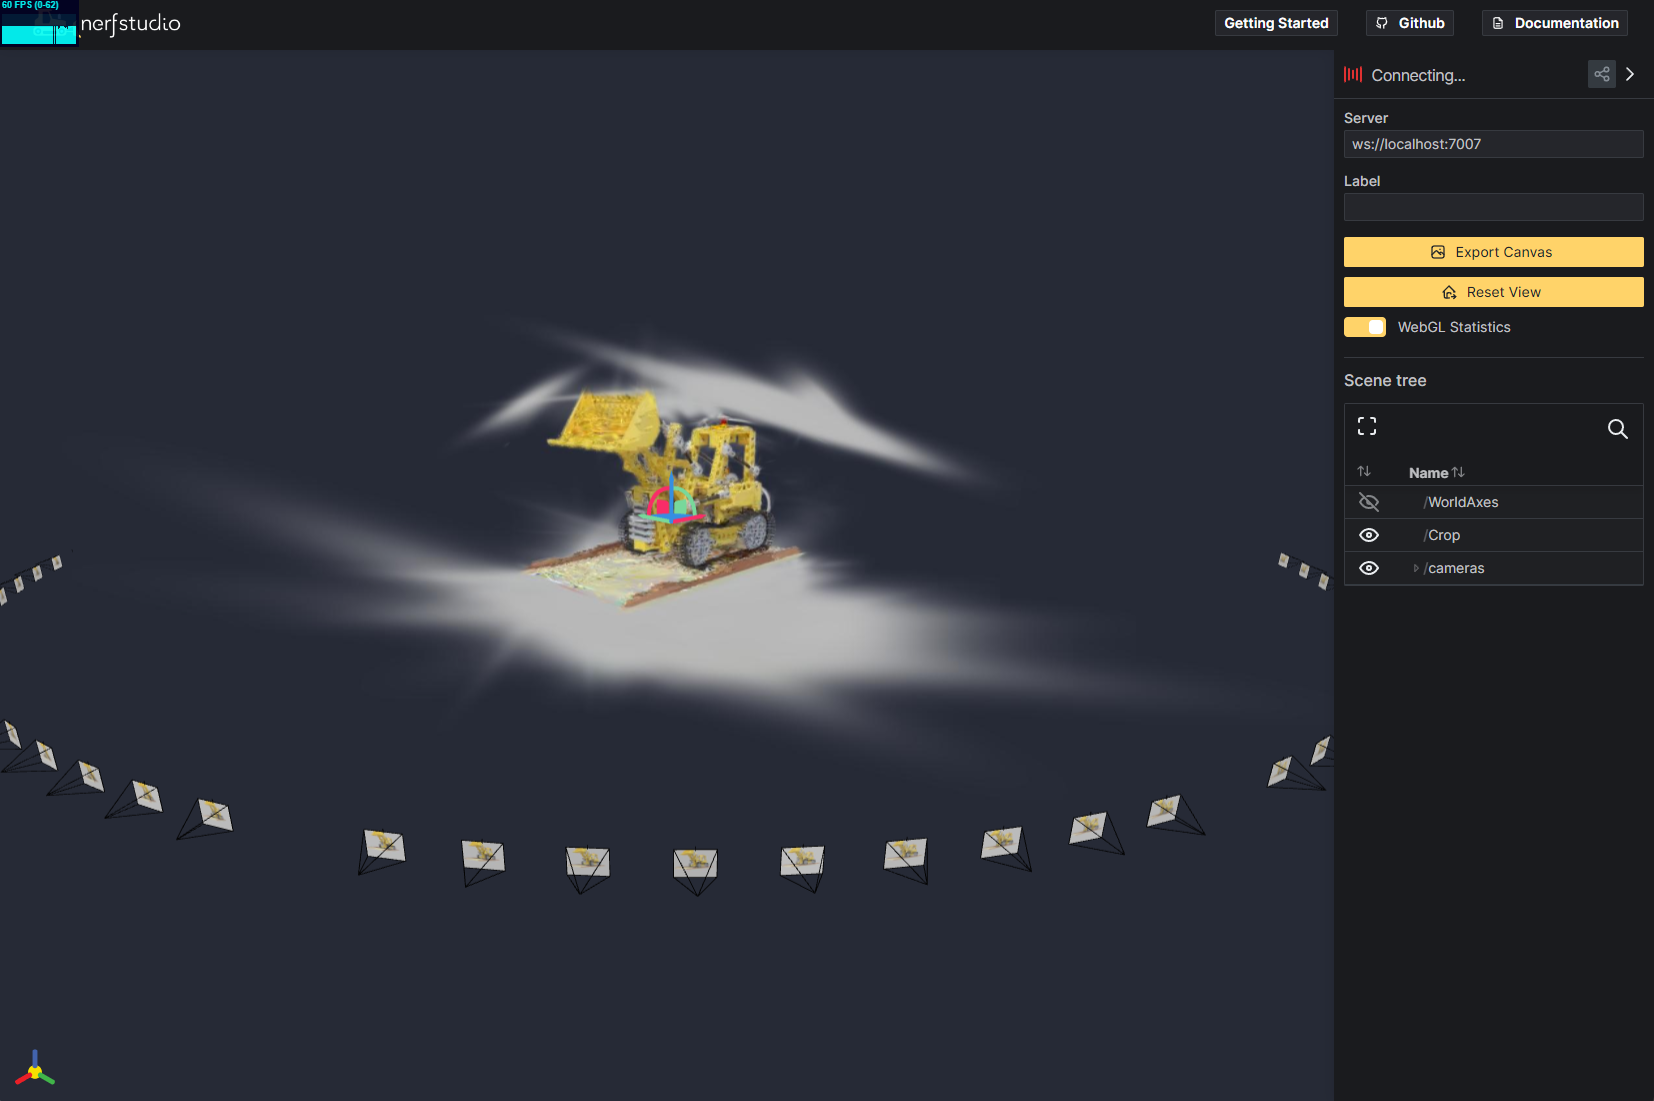 60 FPS (0-62)
nerfstudio
Getting Started
Github
Documentation
Connecting...
Server
ws://localhost:7007
Label
Export Canvas
Reset View
WebGL Statistics
Scene tree
Name
/WorldAxes
/Crop
/cameras